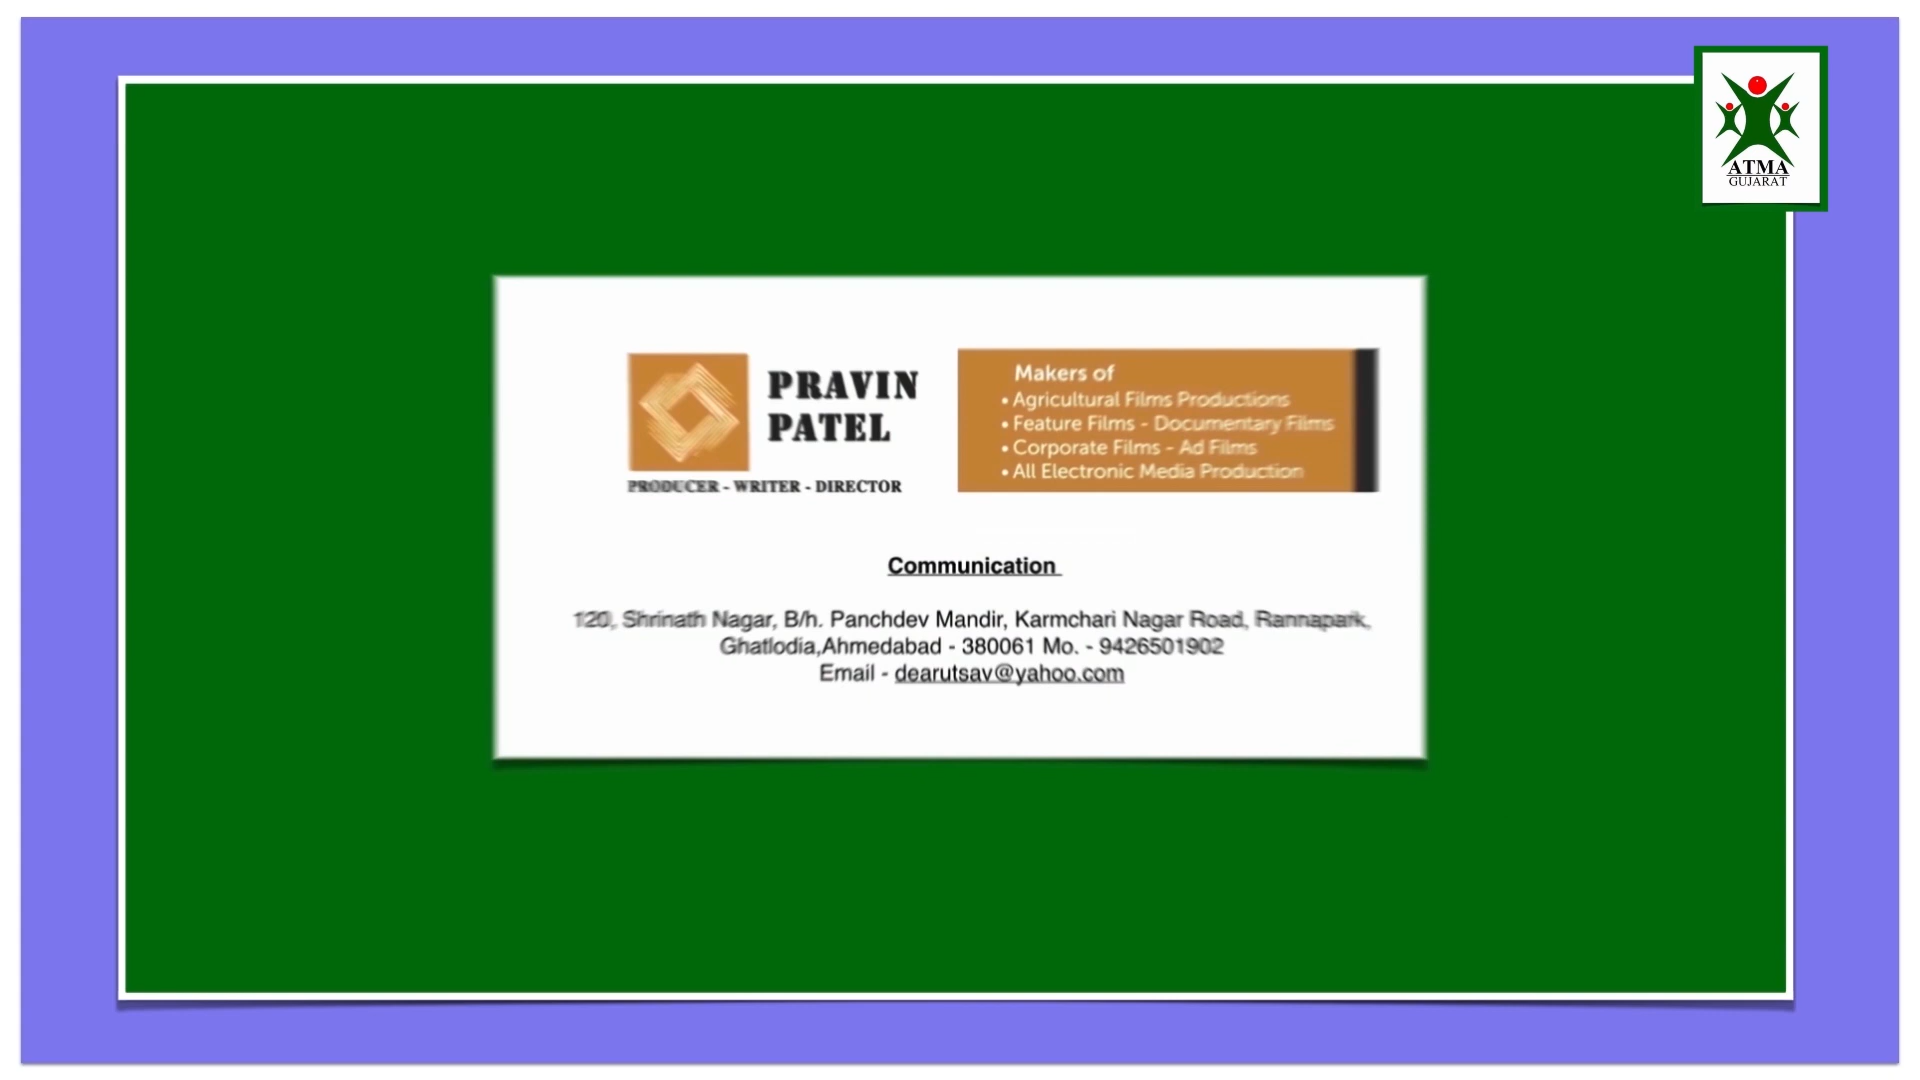 ATMA
GUJARAT
PRAVIN
PATEL
PRODUCER - WRITER - DIRECTOR
Makers of
• Agricultural Films Productions
• Feature Films - Documentary Films
• Corporate Films - Ad Films
• All Electronic Media Production
Communication
120, Shrinath Nagar, B/h. Panchdev Mandir, Karmchari Nagar Road, Rannapark,
Ghatlodia,Ahmedabad - 380061 Mo. - 9426501902
Email - dearutsav@yahoo.com